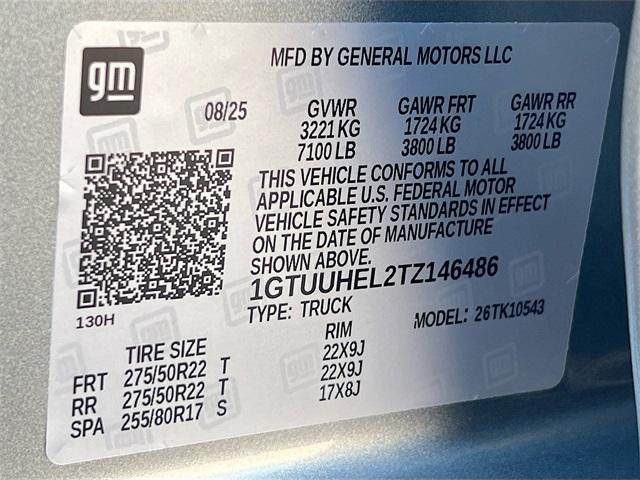 gm
MFD BY GENERAL MOTORS LLC
08/25 GVWR GAWR FRT GAWR RR
3221 KG 1724 KG 1724 KG
7100 LB 3800 LB 3800 LB
THIS VEHICLE CONFORMS TO ALL
APPLICABLE U.S. FEDERAL MOTOR
VEHICLE SAFETY STANDARDS IN EFFECT
ON THE DATE OF MANUFACTURE
SHOWN ABOVE.
1GTUUHEL2TZ146486
130H
TYPE: TRUCK MODEL: 26TK10543
TIRE SIZE RIM
FRT 275/50R22 T 22X9J
RR 275/50R22 T 22X9J
SPA 255/80R17 S 17X8J